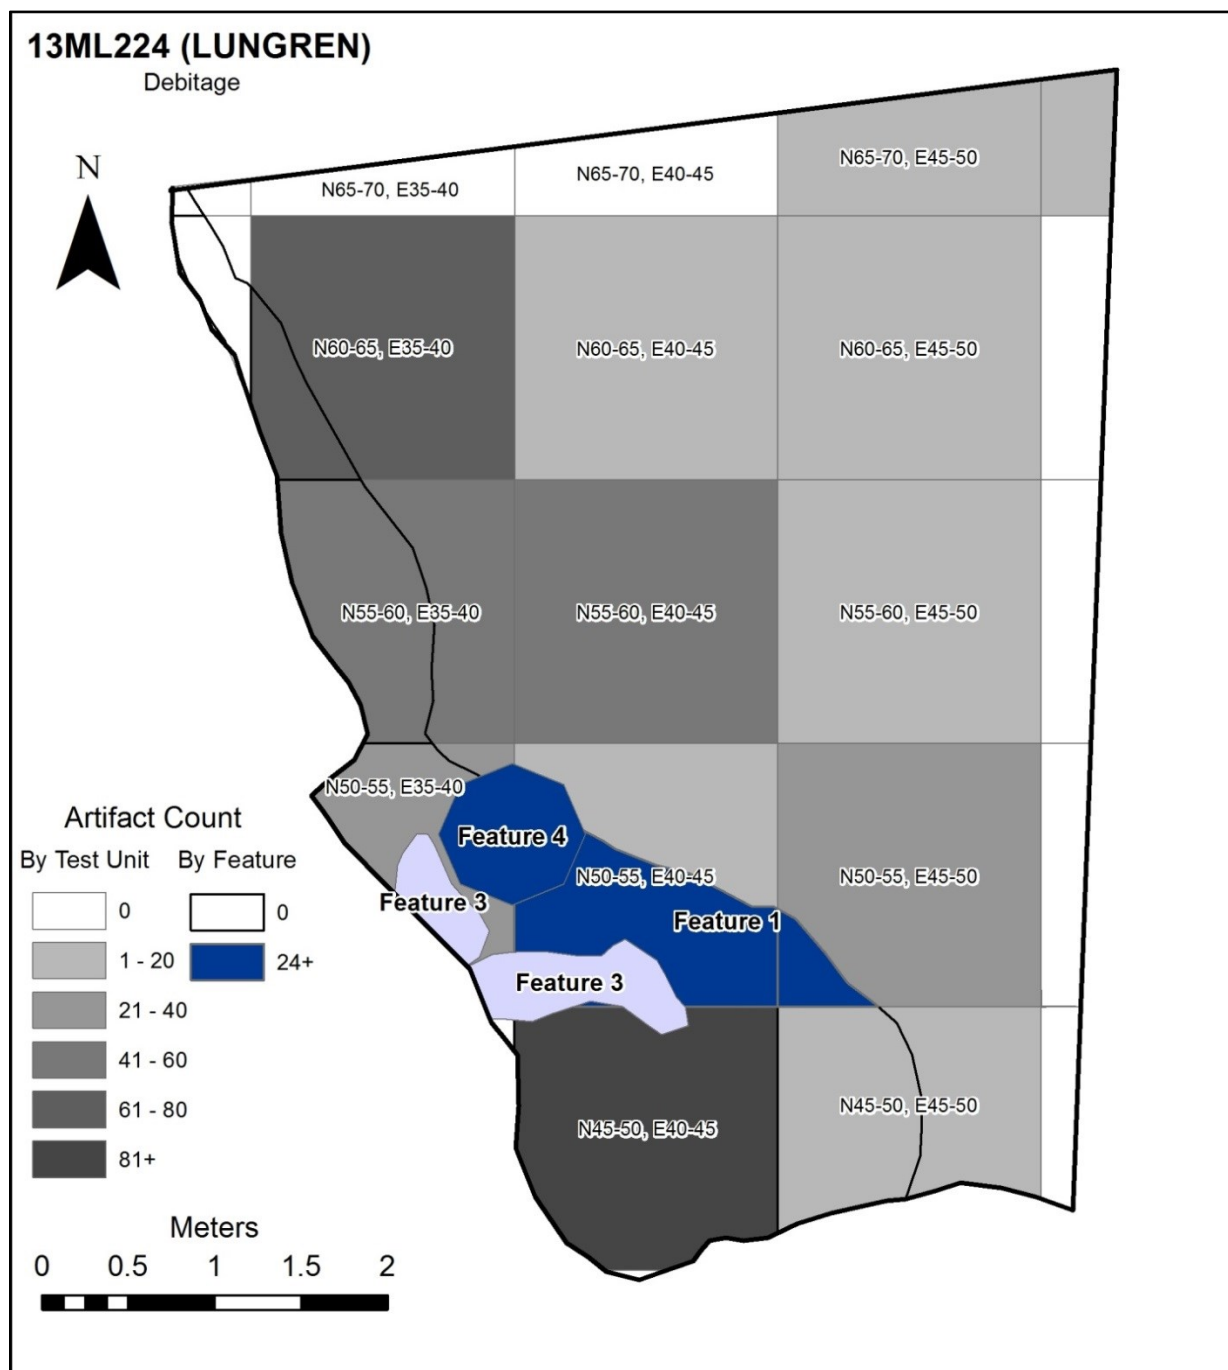 13ML224 (LUNGREN)
Debitage
N
N65-70, E35-40
N65-70, E40-45
N65-70, E45-50
N60-65, E35-40
N60-65, E40-45
N60-65, E45-50
N55-60, E35-40
N55-60, E40-45
N55-60, E45-50
N50-55, E35-40
Feature 4
N50-55, E40-45
N50-55, E45-50
Feature 3
Feature 1
Feature 3
N45-50, E40-45
N45-50, E45-50
Artifact Count
By Test Unit By Feature
0 0
1 - 20 24+
21 - 40
41 - 60
61 - 80
81+
Meters
0 0.5 1 1.5 2